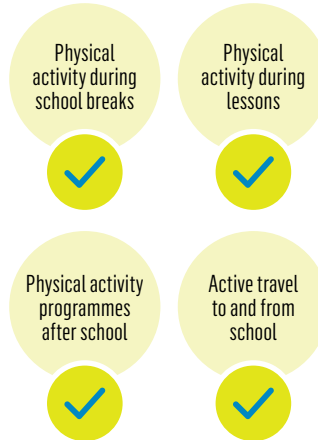 Physical
activity during
school breaks
Physical
activity during
lessons
Physical activity
programmes
after school
Active travel
to and from
school